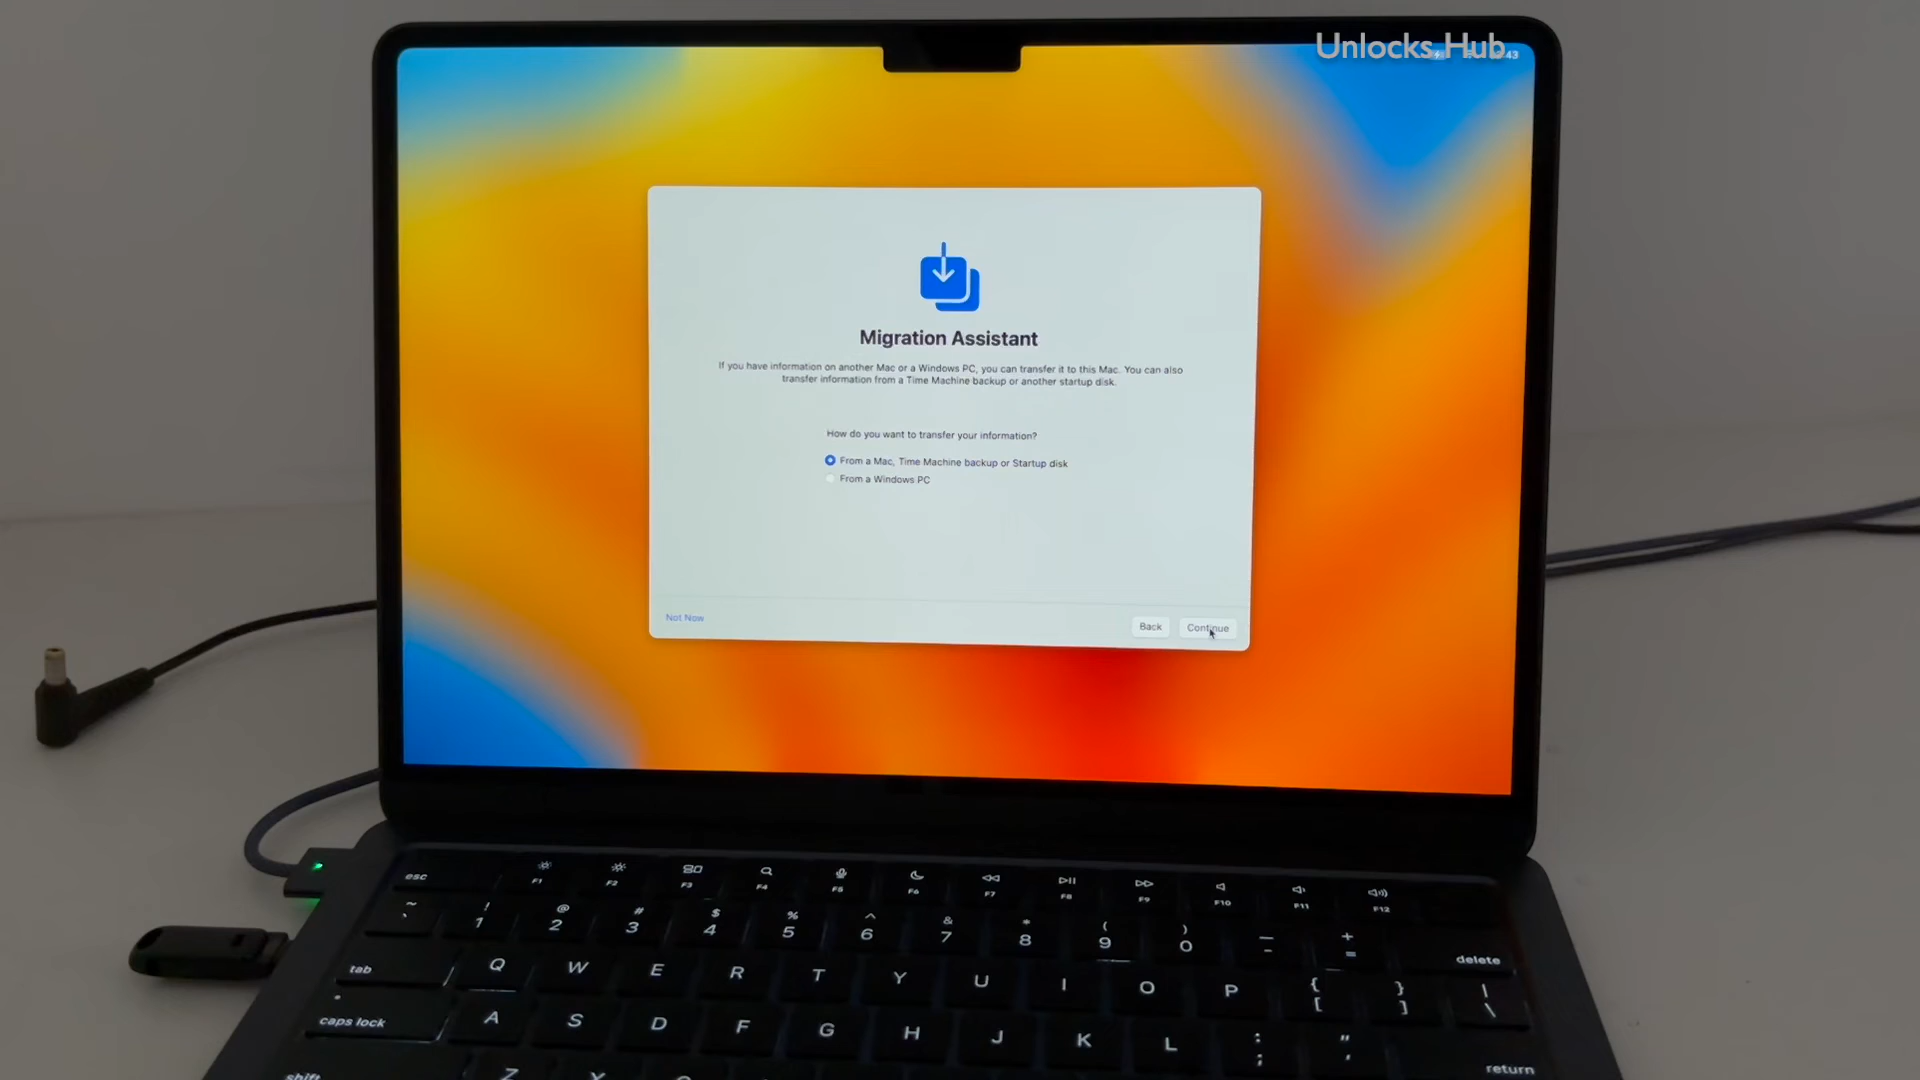 Unlocks Hub
43
Migration Assistant
If you have information on another Mac or a Windows PC, you can transfer it to this Mac. You can also
transfer information from a Time Machine backup or another startup disk.
How do you want to transfer your information?
From a Mac, Time Machine backup or Startup disk
From a Windows PC
Not Now
Back
Continue
esc
F1 F2 F3 F4 F5 F6 F7 F8 F9 F10 F11 F12
~ ! @ # $ % ^ & * ( ) _ +
` 1 2 3 4 5 6 7 8 9 0 - = delete
tab Q W E R T Y U I O P { [ } ] | \
caps lock A S D F G H J K L : ; " ' return
shift Z